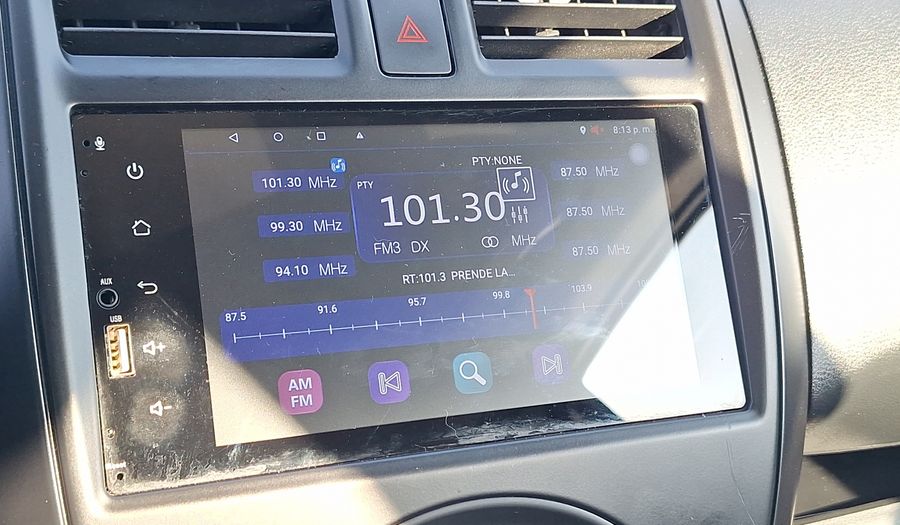 8:13 p. m.
PTY:NONE
101.30 MHz
PTY
87.50 MHz
99.30 MHz
101.30
87.50 MHz
FM3 DX
MHz
94.10 MHz
87.50 MHz
RT:101.3 PRENDE LA...
AUX
USB
87.5
91.6
95.7
99.8
103.9
AM
FM